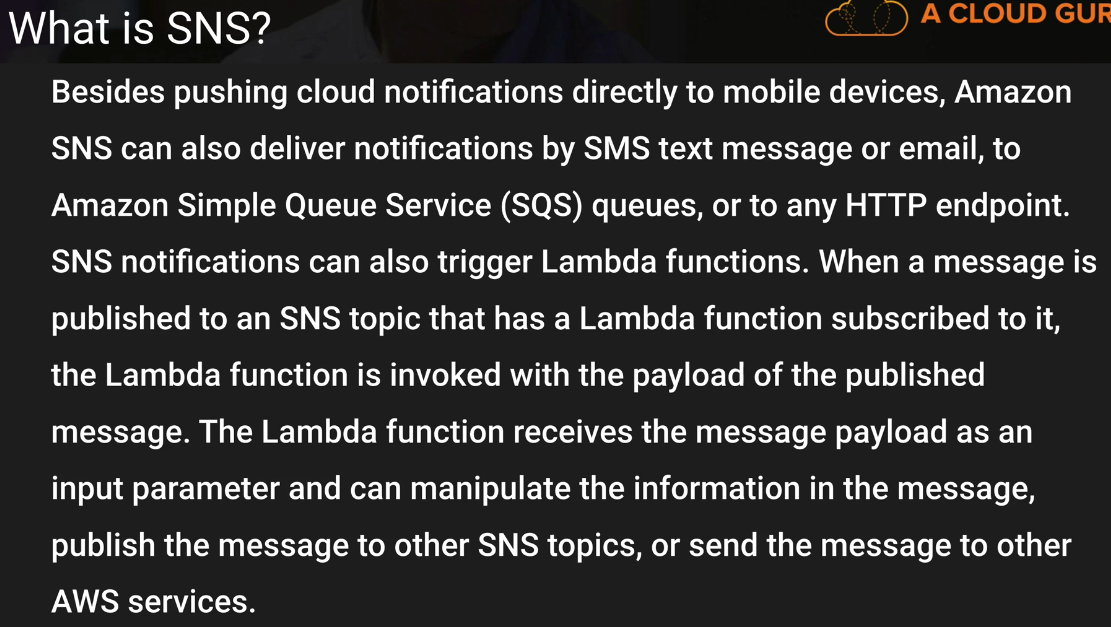 What is SNS?
A CLOUD GUR
Besides pushing cloud notifications directly to mobile devices, Amazon
SNS can also deliver notifications by SMS text message or email, to
Amazon Simple Queue Service (SQS) queues, or to any HTTP endpoint.
SNS notifications can also trigger Lambda functions. When a message is
published to an SNS topic that has a Lambda function subscribed to it,
the Lambda function is invoked with the payload of the published
message. The Lambda function receives the message payload as an
input parameter and can manipulate the information in the message,
publish the message to other SNS topics, or send the message to other
AWS services.